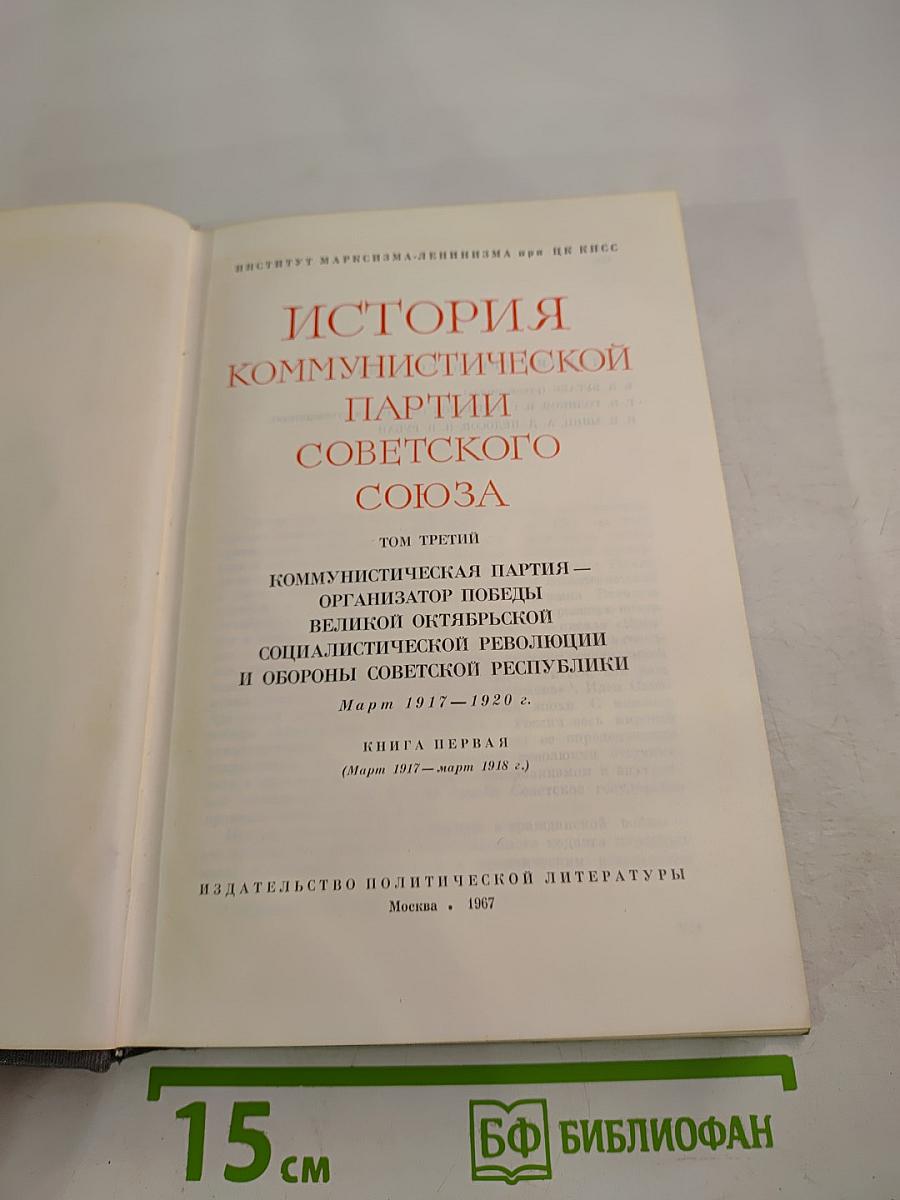 ИНСТИТУТ МАРКСИЗМА-ЛЕНИНИЗМА при ЦК КПСС
ИСТОРИЯ
КОММУНИСТИЧЕСКОЙ
ПАРТИИ
СОВЕТСКОГО
СОЮЗА
ТОМ ТРЕТИЙ
КОММУНИСТИЧЕСКАЯ ПАРТИЯ —
ОРГАНИЗАТОР ПОБЕДЫ
ВЕЛИКОЙ ОКТЯБРЬСКОЙ
СОЦИАЛИСТИЧЕСКОЙ РЕВОЛЮЦИИ
И ОБОРОНЫ СОВЕТСКОЙ РЕСПУБЛИКИ
Март 1917—1920 г.
КНИГА ПЕРВАЯ
(Март 1917—март 1918 г.)
ИЗДАТЕЛЬСТВО ПОЛИТИЧЕСКОЙ ЛИТЕРАТУРЫ
Москва • 1967
15 см
БФ БИБЛИОФАН